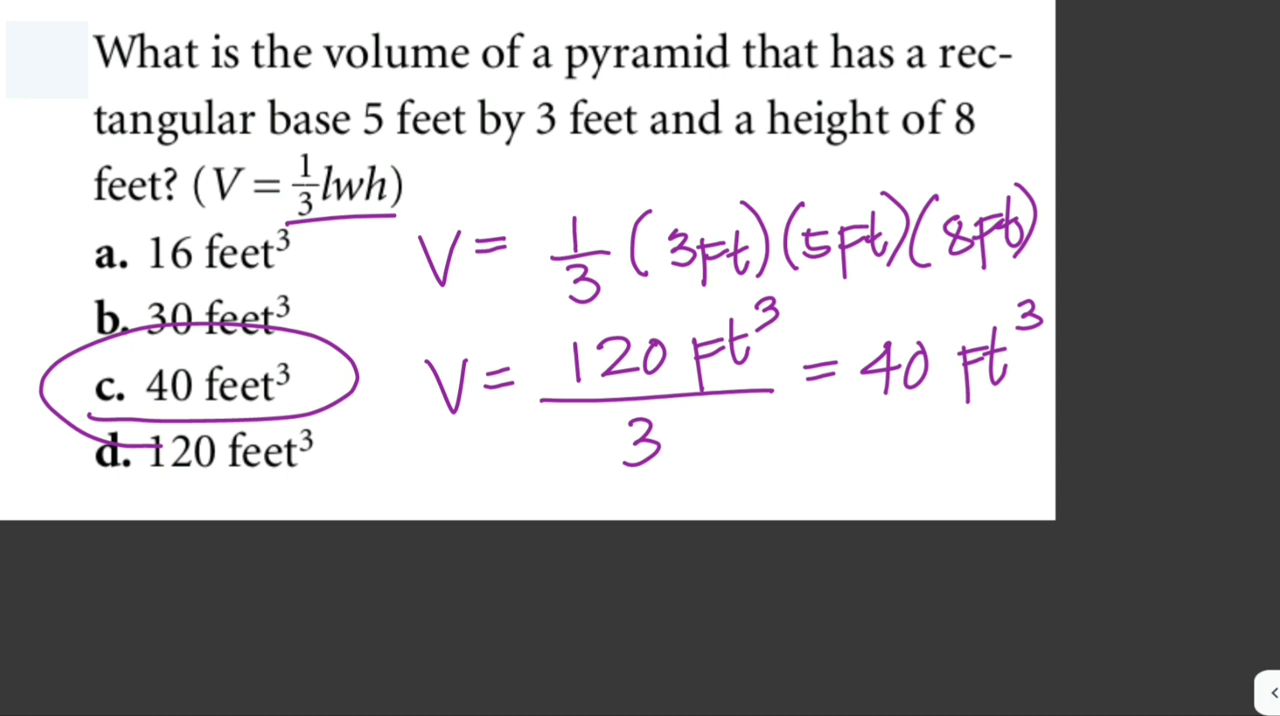 What is the volume of a pyramid that has a rec-
tangular base 5 feet by 3 feet and a height of 8
feet? (V = 1/3 lwh)
a. 16 feet³
b. 30 feet³
c. 40 feet³
d. 120 feet³
V = 1/3 (3Ft)(5Ft)(8Ft)
V = 120 Ft³ / 3 = 40 Ft³